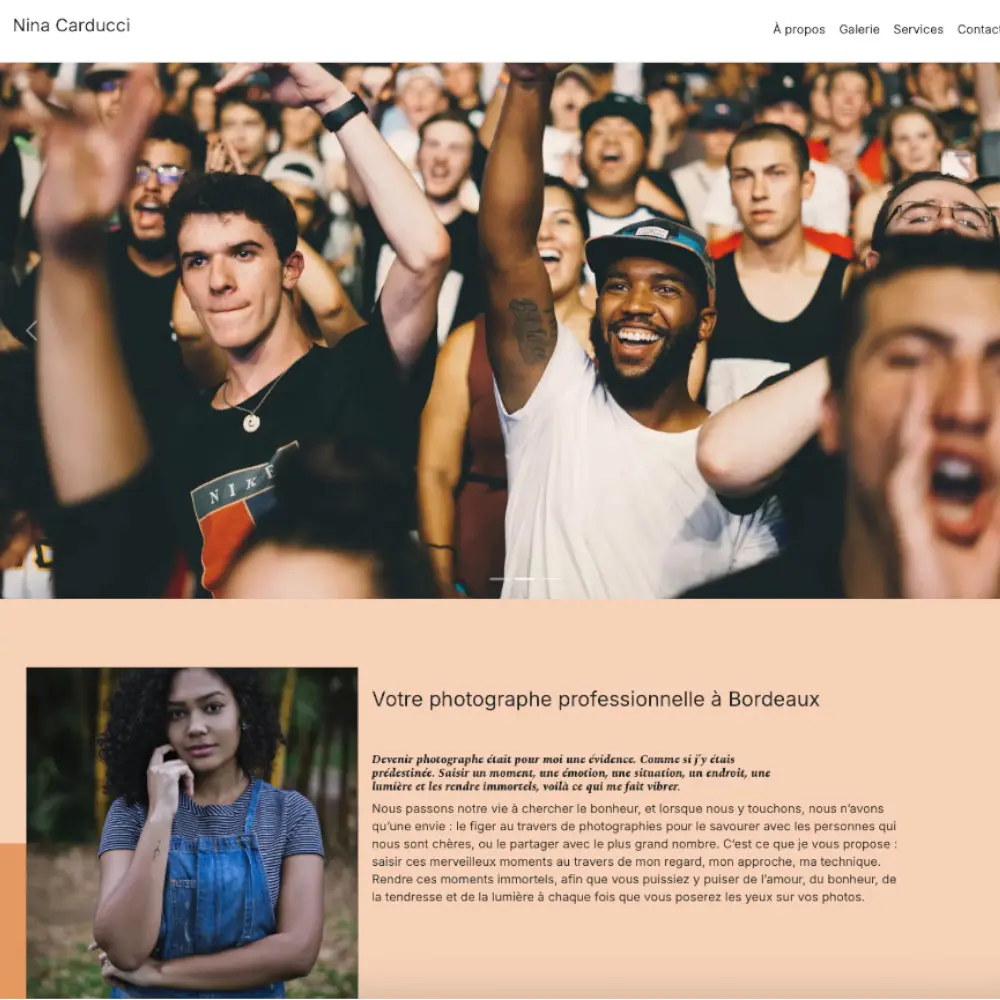 Nina Carducci
À propos Galerie Services Contact
NIKE
Votre photographe professionnelle à Bordeaux
Devenir photographe était pour moi une évidence. Comme si j'y étais
prédestinée. Saisir un moment, une émotion, une situation, un endroit, une
lumière et les rendre immortels, voilà ce qui me fait vibrer.
Nous passons notre vie à chercher le bonheur, et lorsque nous y touchons, nous n'avons
qu'une envie : le figer au travers de photographies pour le savourer avec les personnes qui
nous sont chères, ou le partager avec le plus grand nombre. C'est ce que je vous propose :
saisir ces merveilleux moments au travers de mon regard, mon approche, ma technique.
Rendre ces moments immortels, afin que vous puissiez y puiser de l'amour, du bonheur, de
la tendresse et de la lumière à chaque fois que vous poserez les yeux sur vos photos.